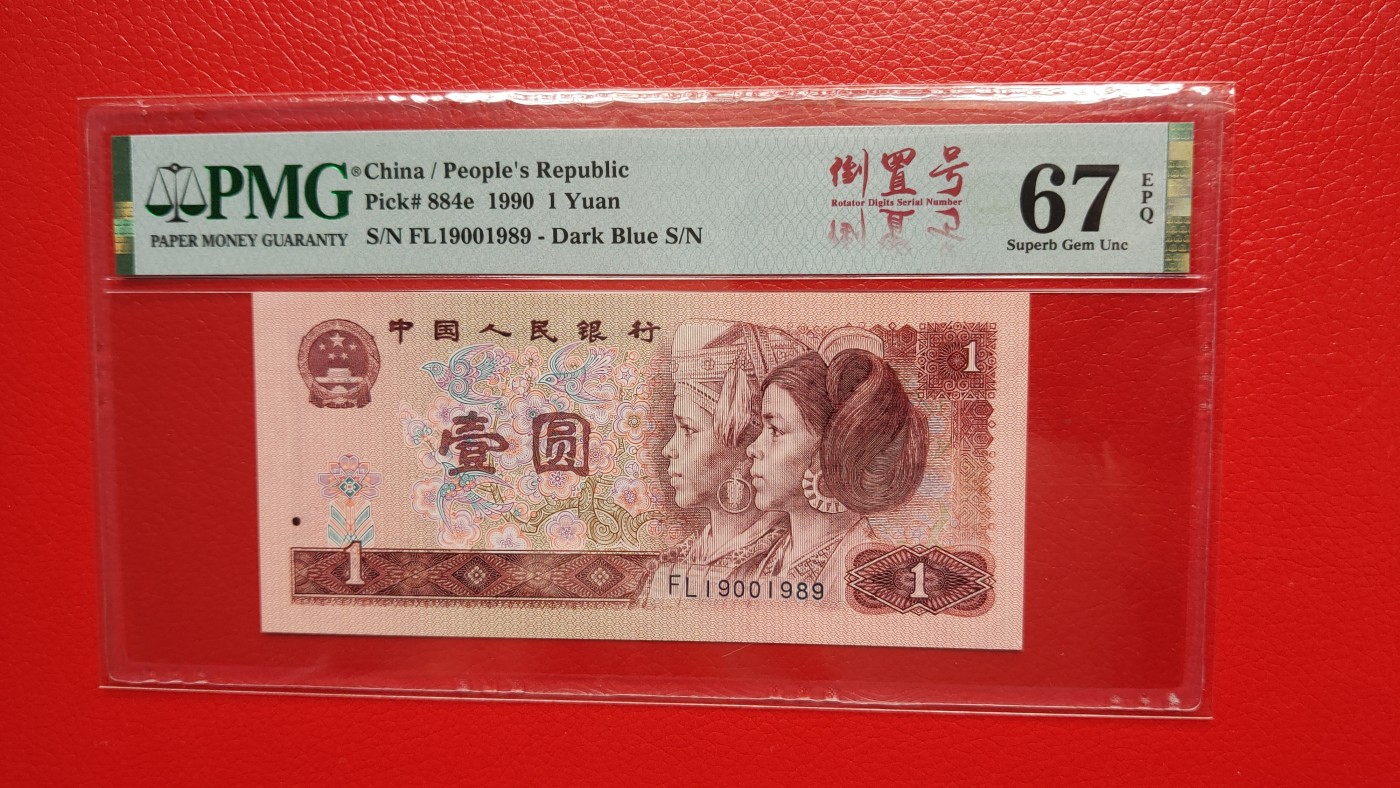 PMG®
PAPER MONEY GUARANTY
China / People's Republic
Pick# 884e 1990 1 Yuan
S/N FL19001989 - Dark Blue S/N
倒置号
Rotator Digits Serial Number
67
EPQ
Superb Gem Unc
中国人民银行
1
壹圆
1
FL19001989
1